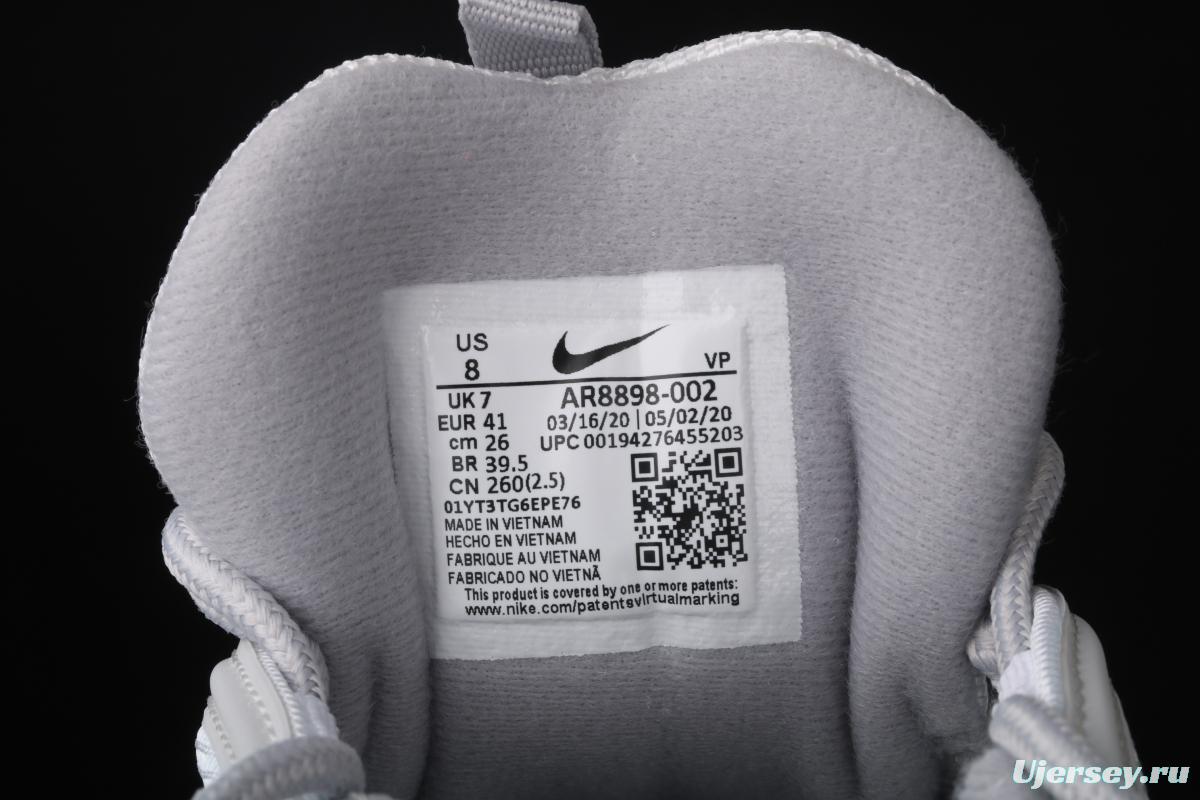 US
8
VP
UK 7
AR8898-002
EUR 41
03/16/20 | 05/02/20
cm 26
UPC 00194276455203
BR 39.5
CN 260(2.5)
01YT3TG6EPE76
MADE IN VIETNAM
HECHO EN VIETNAM
FABRIQUE AU VIETNAM
FABRICADO NO VIETNÃ
This product is covered by one or more patents:
www.nike.com/patentsvirtualmarking
Ujersey.ru